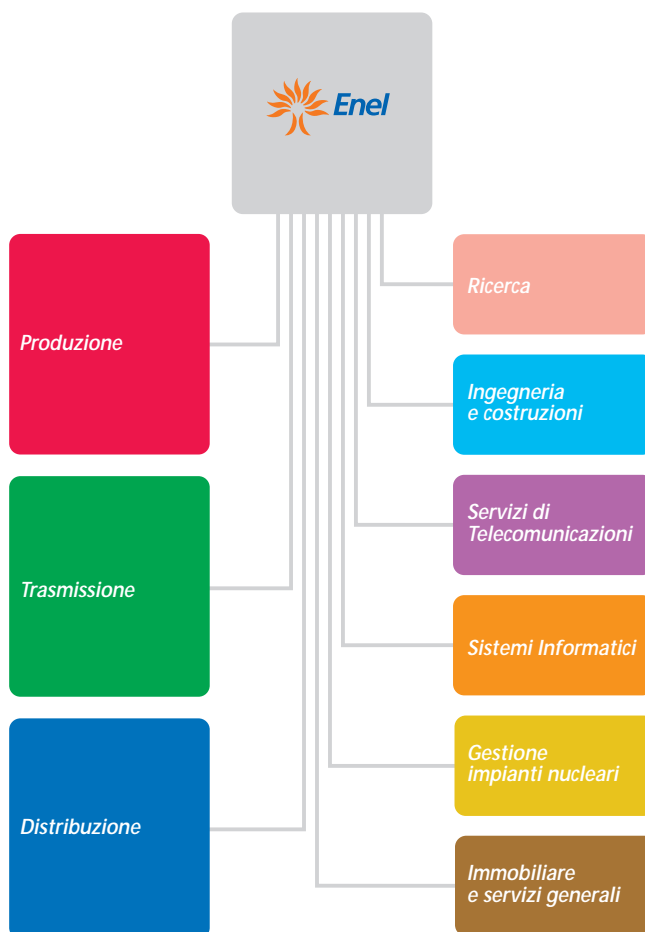 Enel
Produzione
Trasmissione
Distribuzione
Ricerca
Ingegneria
e costruzioni
Servizi di
Telecomunicazioni
Sistemi Informatici
Gestione
impianti nucleari
Immobiliare
e servizi generali